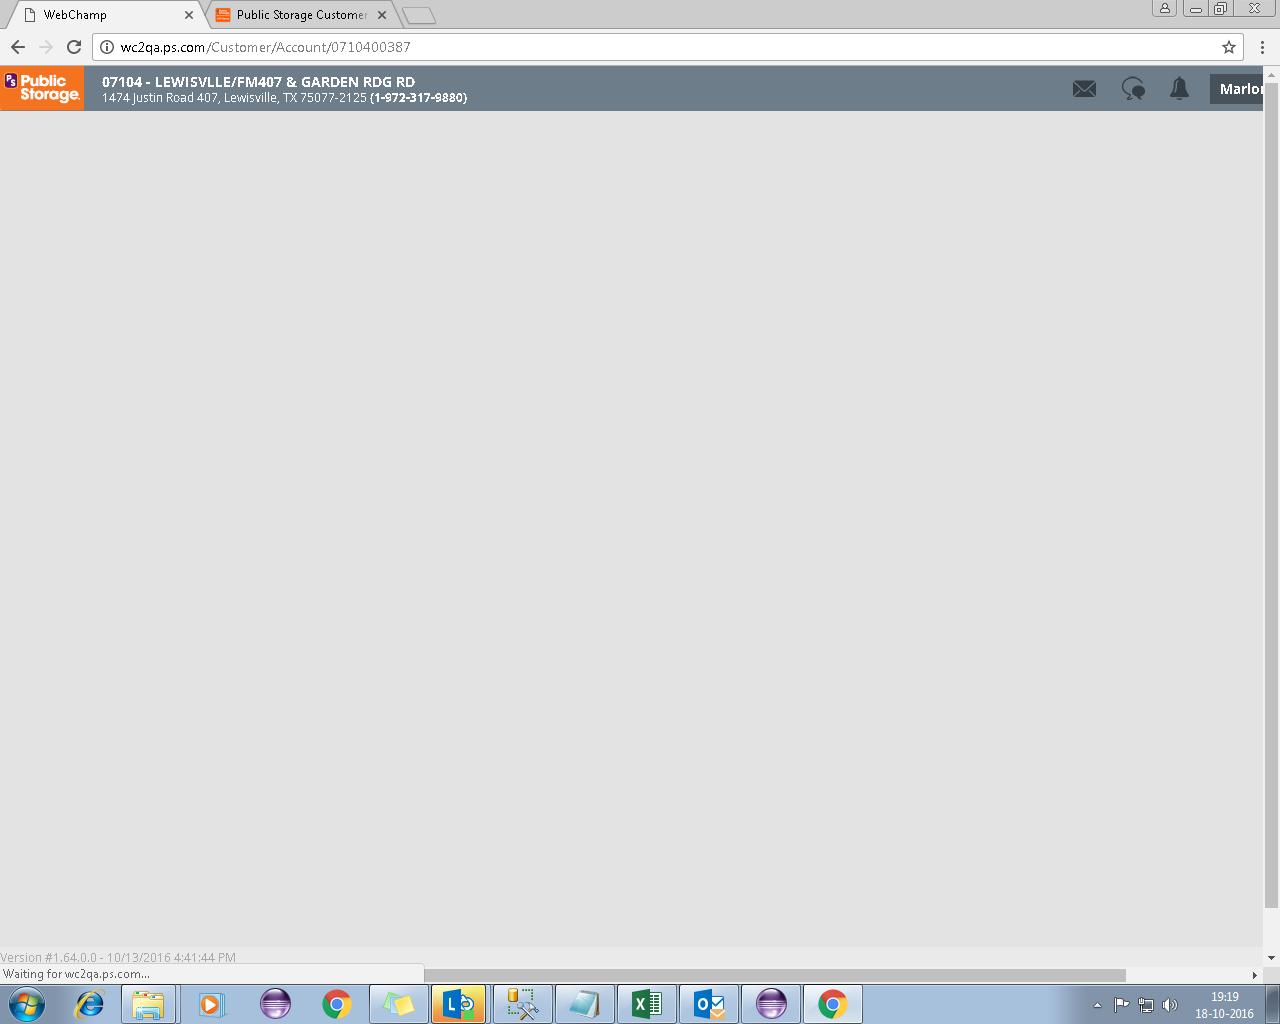 WebChamp
Public Storage Customer
wc2qa.ps.com/Customer/Account/0710400387
PS Public Storage.
07104 - LEWISVLLE/FM407 & GARDEN RDG RD
1474 Justin Road 407, Lewisville, TX 75077-2125 (1-972-317-9880)
Marlo
Version #1.64.0.0 - 10/13/2016 4:41:44 PM
Waiting for wc2qa.ps.com...
19:19
18-10-2016